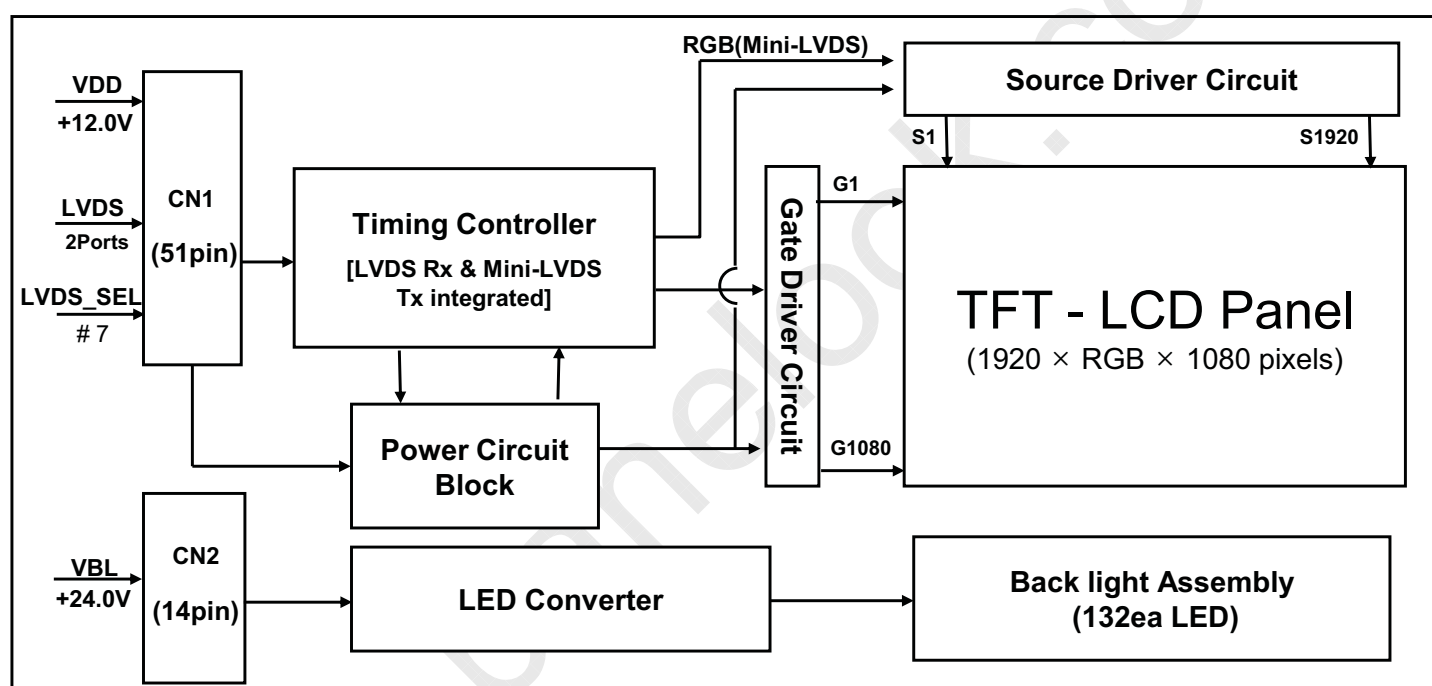 RGB(Mini-LVDS)
Source Driver Circuit
S1
S1920
VDD
+12.0V
LVDS
2Ports
LVDS_SEL
# 7
CN1
(51pin)
Timing Controller
[LVDS Rx & Mini-LVDS
Tx integrated]
Power Circuit
Block
Gate Driver Circuit
G1
G1080
TFT - LCD Panel
(1920 × RGB × 1080 pixels)
VBL
+24.0V
CN2
(14pin)
LED Converter
Back light Assembly
(132ea LED)